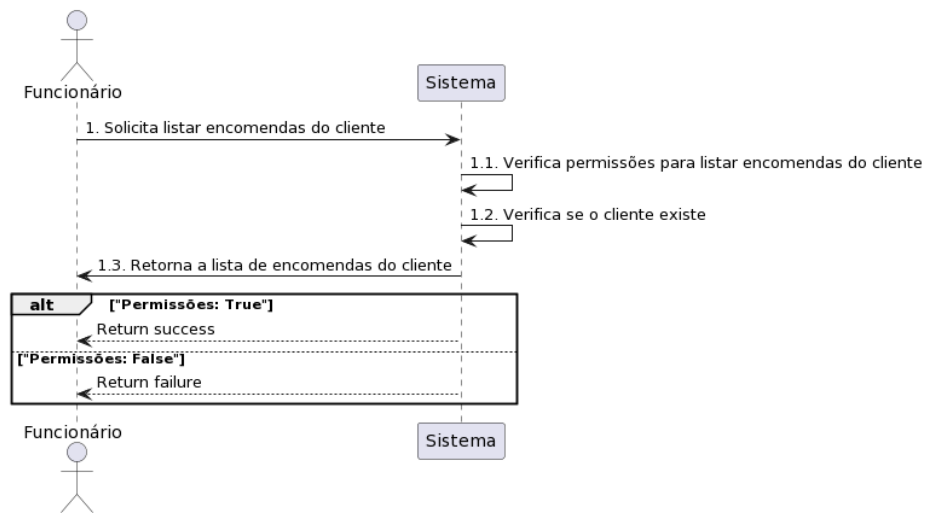 Funcionário
Sistema
1. Solicita listar encomendas do cliente
1.1. Verifica permissões para listar encomendas do cliente
1.2. Verifica se o cliente existe
1.3. Retorna a lista de encomendas do cliente
alt ["Permissões: True"]
Return success
["Permissões: False"]
Return failure
Funcionário
Sistema